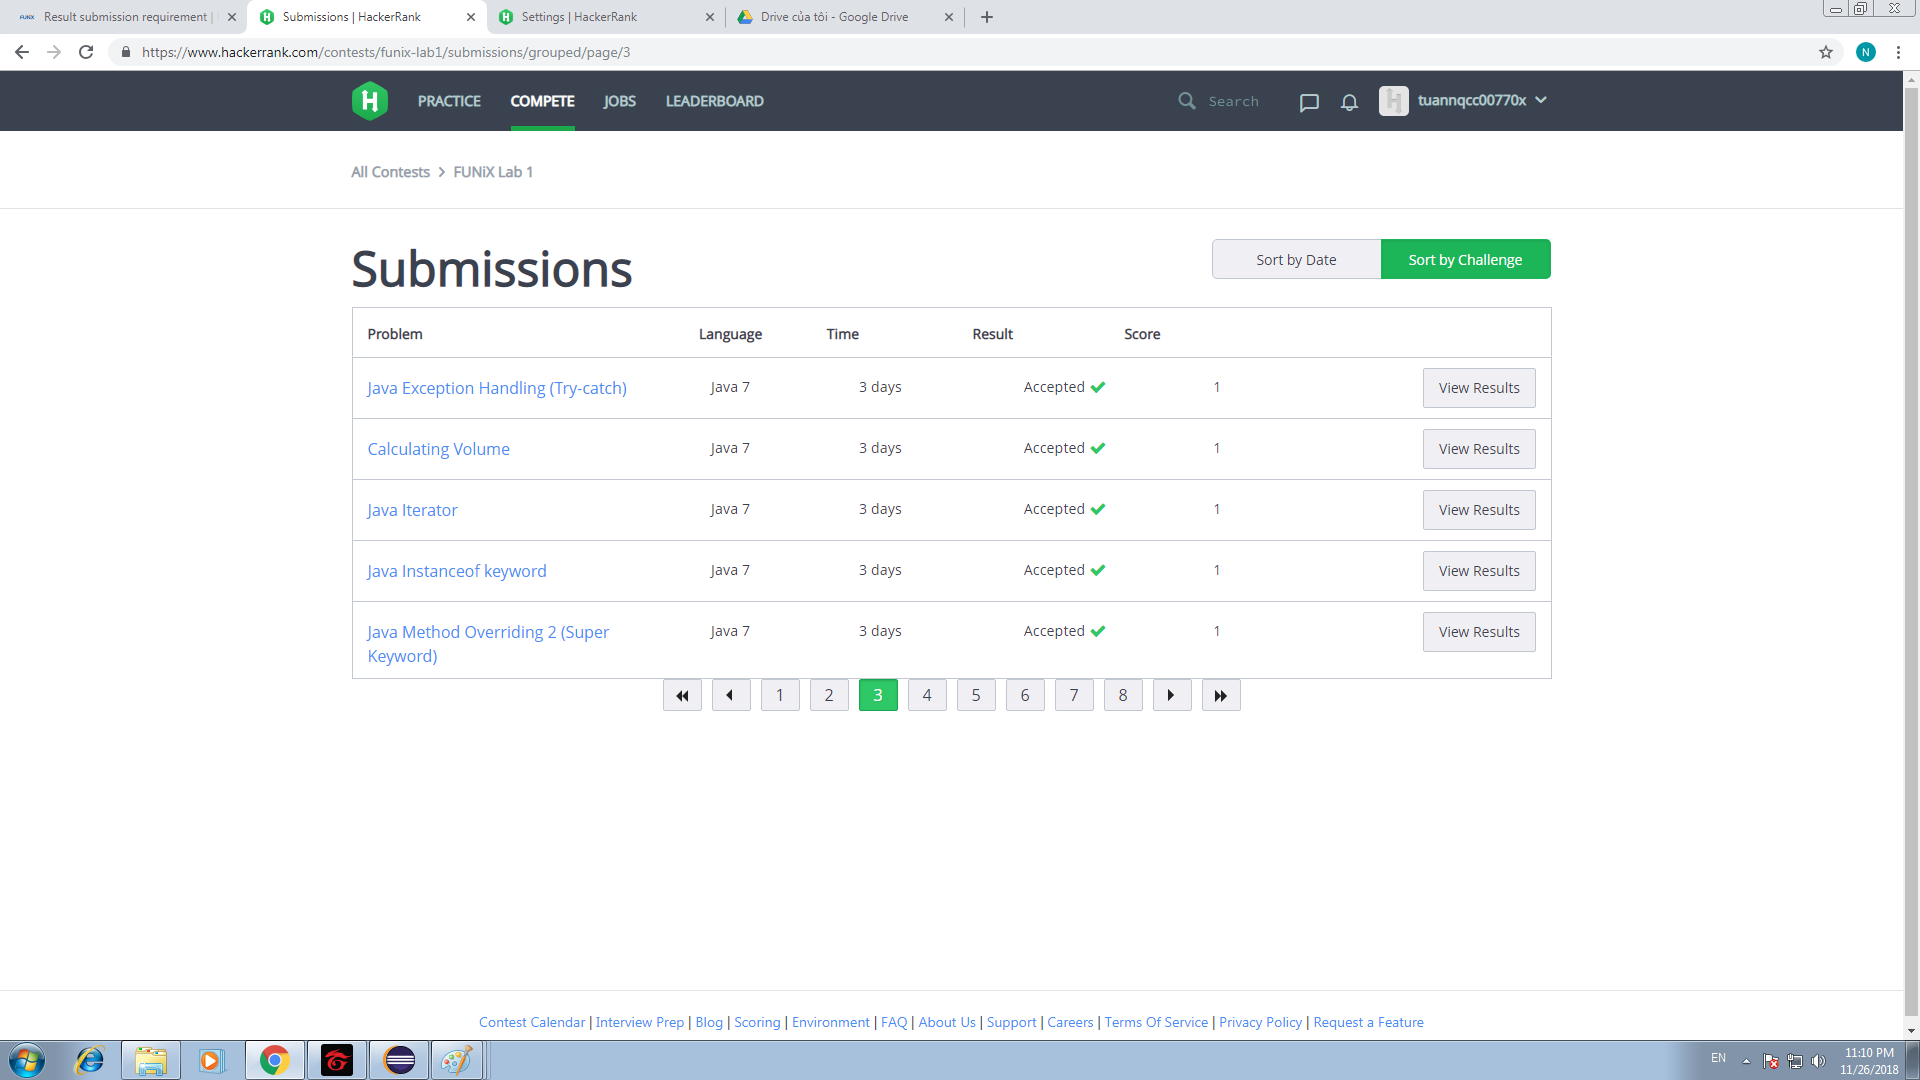 FUNiX Result submission requirement |
Submissions | HackerRank
Settings | HackerRank
Drive của tôi - Google Drive
https://www.hackerrank.com/contests/funix-lab1/submissions/grouped/page/3
N
H PRACTICE COMPETE JOBS LEADERBOARD Search tuannqcc00770x
All Contests > FUNiX Lab 1
Submissions
Sort by Date Sort by Challenge
Problem Language Time Result Score
Java Exception Handling (Try-catch) Java 7 3 days Accepted 1 View Results
Calculating Volume Java 7 3 days Accepted 1 View Results
Java Iterator Java 7 3 days Accepted 1 View Results
Java Instanceof keyword Java 7 3 days Accepted 1 View Results
Java Method Overriding 2 (Super Java 7 3 days Accepted 1 View Results
Keyword)
1 2 3 4 5 6 7 8
Contest Calendar | Interview Prep | Blog | Scoring | Environment | FAQ | About Us | Support | Careers | Terms Of Service | Privacy Policy | Request a Feature
EN 11:10 PM
11/26/2018